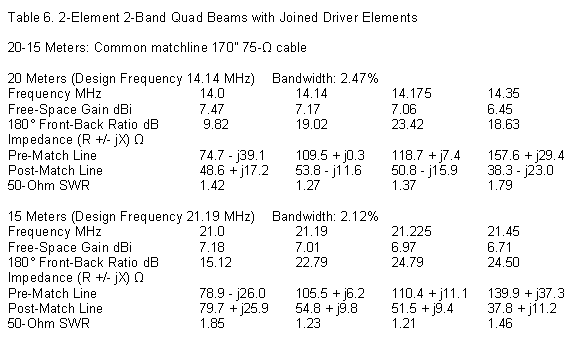 Table 6. 2-Element 2-Band Quad Beams with Joined Driver Elements
20-15 Meters: Common matchline 170" 75-Ω cable
20 Meters (Design Frequency 14.14 MHz) Bandwidth: 2.47%
Frequency MHz 14.0 14.14 14.175 14.35
Free-Space Gain dBi 7.47 7.17 7.06 6.45
180° Front-Back Ratio dB 9.82 19.02 23.42 18.63
Impedance (R +/- jX) Ω
Pre-Match Line 74.7 - j39.1 109.5 + j0.3 118.7 + j7.4 157.6 + j29.4
Post-Match Line 48.6 + j17.2 53.8 - j11.6 50.8 - j15.9 38.3 - j23.0
50-Ohm SWR 1.42 1.27 1.37 1.79
15 Meters (Design Frequency 21.19 MHz) Bandwidth: 2.12%
Frequency MHz 21.0 21.19 21.225 21.45
Free-Space Gain dBi 7.18 7.01 6.97 6.71
180° Front-Back Ratio dB 15.12 22.79 24.79 24.50
Impedance (R +/- jX) Ω
Pre-Match Line 78.9 - j26.0 105.5 + j6.2 110.4 + j11.1 139.9 + j37.3
Post-Match Line 79.7 + j25.9 54.8 + j9.8 51.5 + j9.4 37.8 + j11.2
50-Ohm SWR 1.85 1.23 1.21 1.46